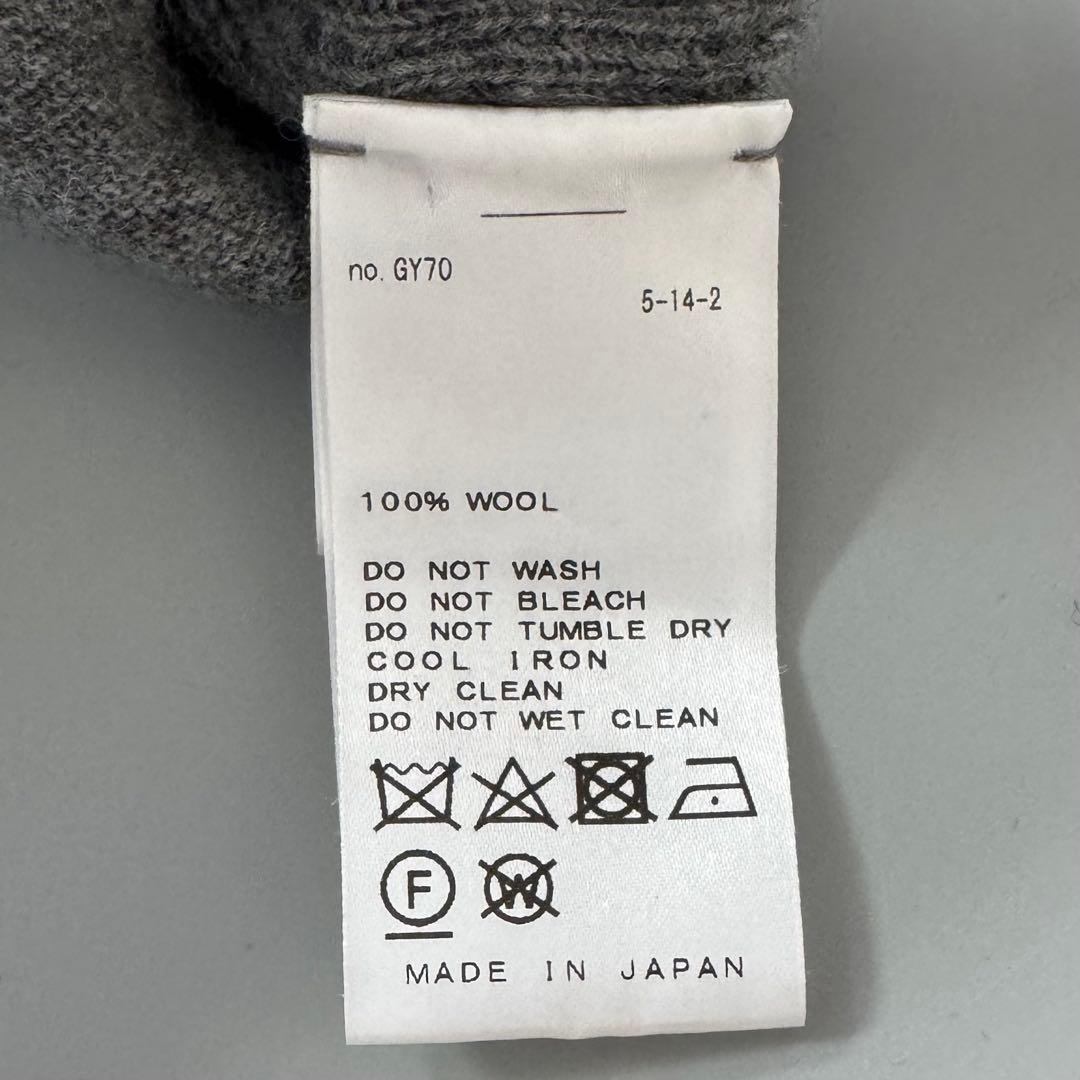 no. GY70
5-14-2
100% WOOL
DO NOT WASH
DO NOT BLEACH
DO NOT TUMBLE DRY
COOL IRON
DRY CLEAN
DO NOT WET CLEAN
F W
MADE IN JAPAN